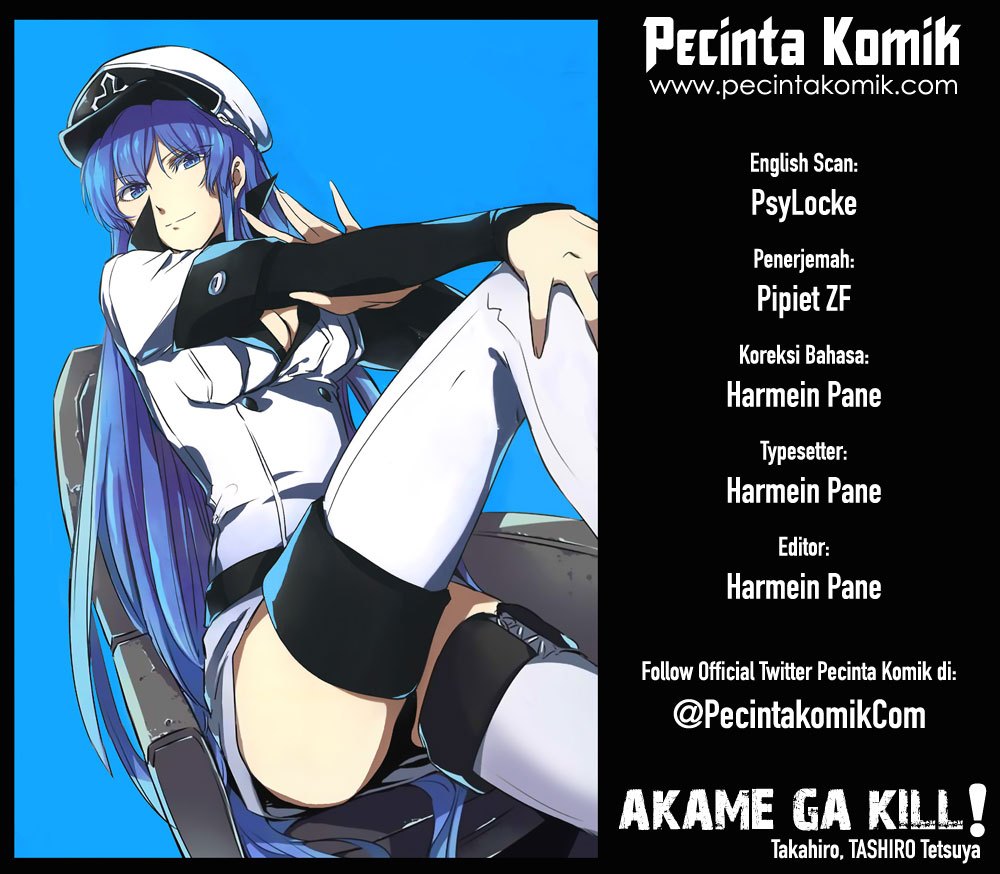 Pecinta Komik
www.pecintakomik.com
English Scan:
PsyLocke
Penerjemah:
Pipiet ZF
Koreksi Bahasa:
Harmein Pane
Typesetter:
Harmein Pane
Editor:
Harmein Pane
Follow Official Twitter Pecinta Komik di:
@PecintakomikCom
AKAME GA KILL!
Takahiro, TASHIRO Tetsuya